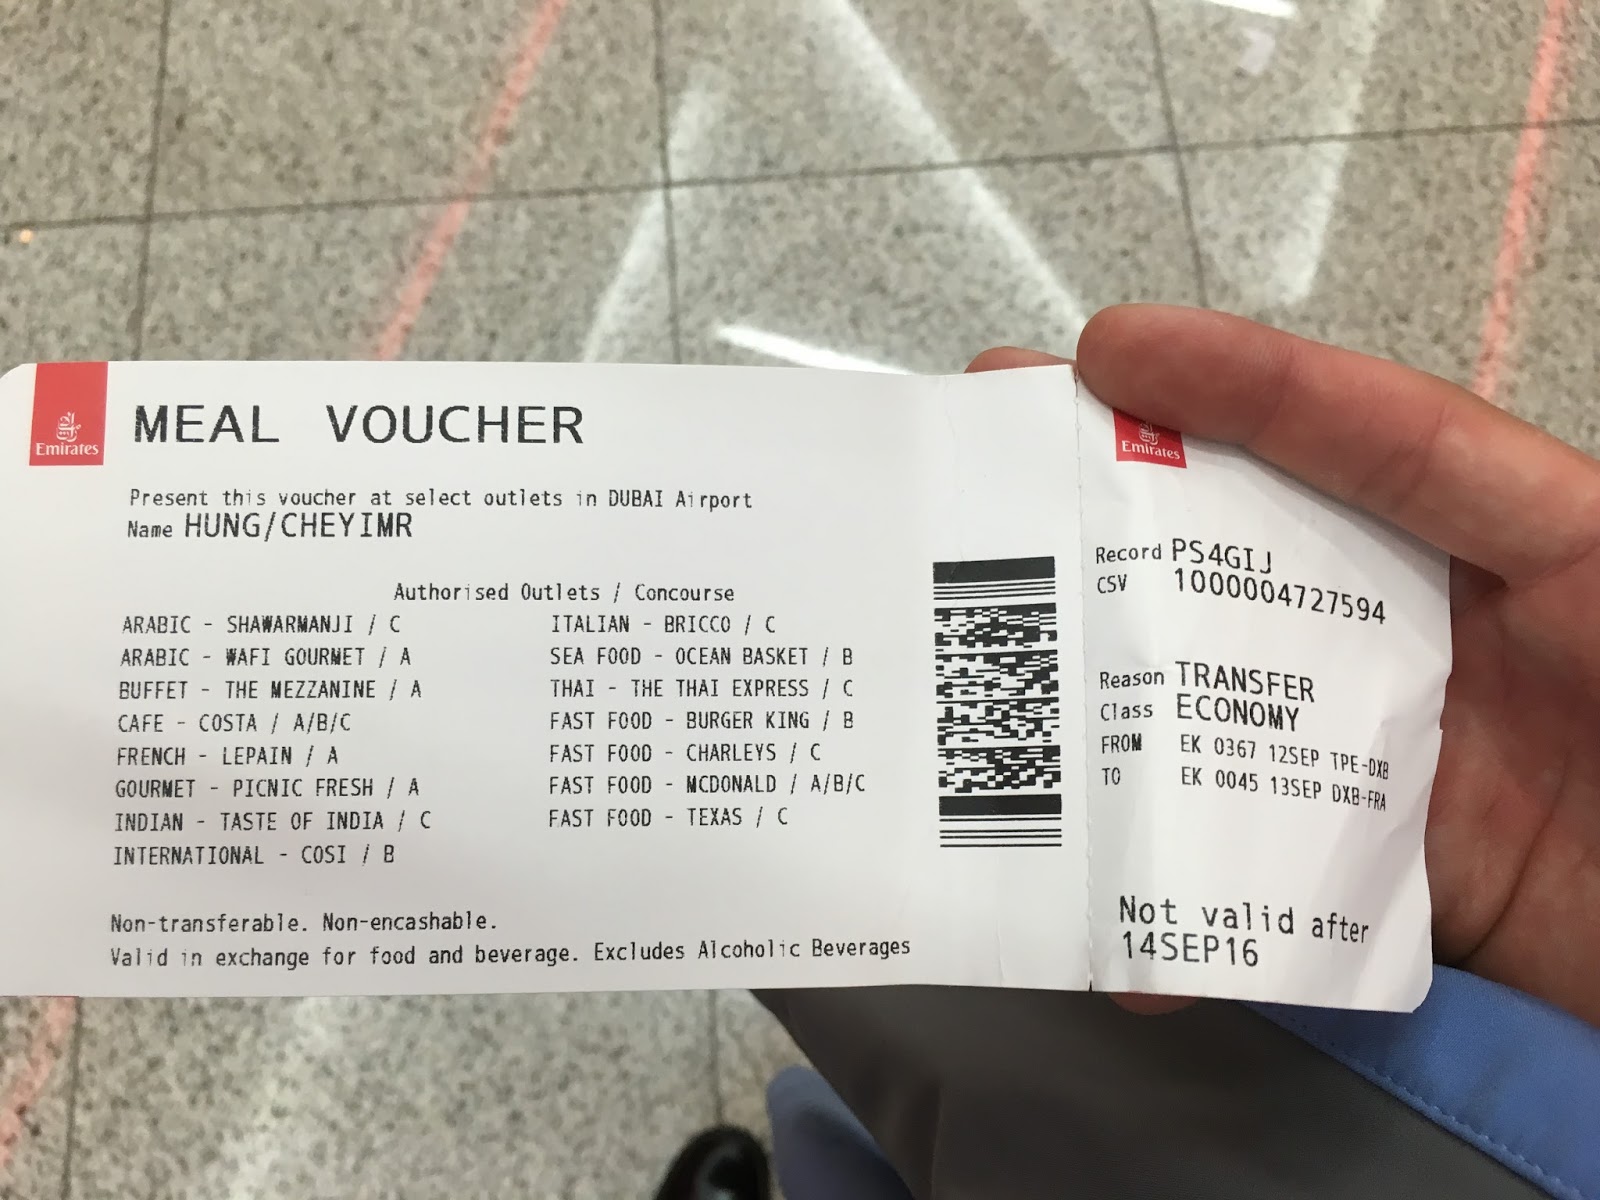 Emirates
MEAL VOUCHER
Present this voucher at select outlets in DUBAI Airport
Name HUNG/CHEYIMR
Authorised Outlets / Concourse
ARABIC - SHAWARMANJI / C
ARABIC - WAFI GOURMET / A
BUFFET - THE MEZZANINE / A
CAFE - COSTA / A/B/C
FRENCH - LEPAIN / A
GOURMET - PICNIC FRESH / A
INDIAN - TASTE OF INDIA / C
INTERNATIONAL - COSI / B
ITALIAN - BRICCO / C
SEA FOOD - OCEAN BASKET / B
THAI - THE THAI EXPRESS / C
FAST FOOD - BURGER KING / B
FAST FOOD - CHARLEYS / C
FAST FOOD - MCDONALD / A/B/C
FAST FOOD - TEXAS / C
Non-transferable. Non-encashable.
Valid in exchange for food and beverage. Excludes Alcoholic Beverages
Emirates
Record PS4GIJ
CSV 1000004727594
Reason TRANSFER
Class ECONOMY
FROM EK 0367 12SEP TPE-DXB
TO EK 0045 13SEP DXB-FRA
Not valid after
14SEP16